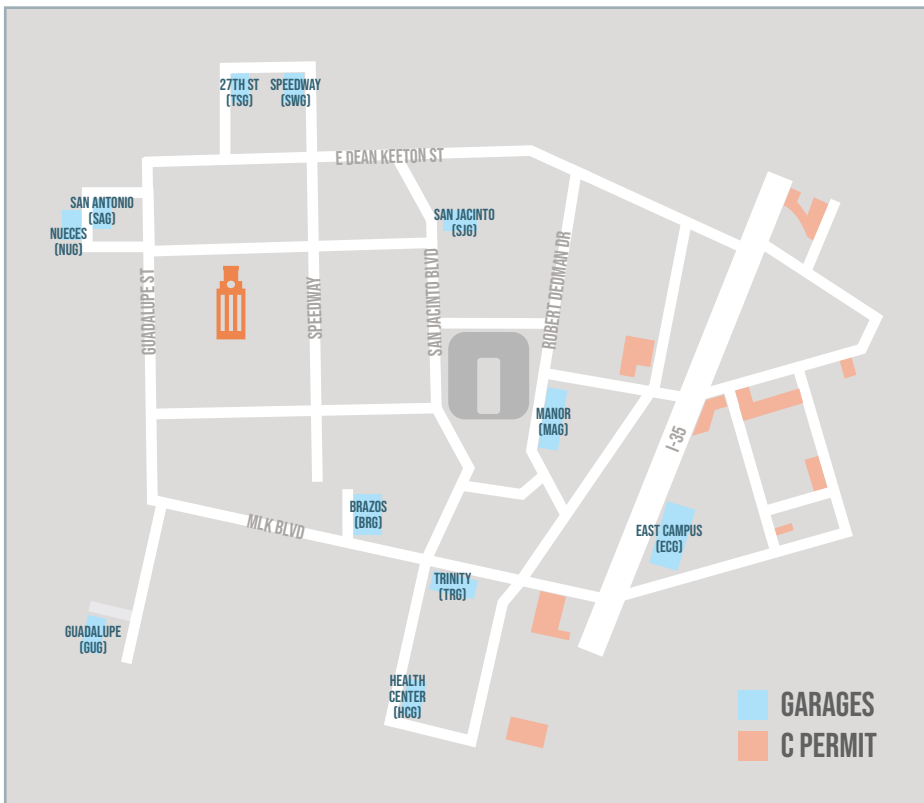 27TH ST
(TSG)
SPEEDWAY
(SWG)
E DEAN KEETON ST
SAN ANTONIO
(SAG)
NUECES
(NUG)
SAN JACINTO
(SJG)
GUADALUPE ST
SPEEDWAY
SAN JACINTO BLVD
ROBERT DEDMAN DR
MANOR
(MAG)
I-35
BRAZOS
(BRG)
MLK BLVD
EAST CAMPUS
(ECG)
TRINITY
(TRG)
GUADALUPE
(GUG)
HEALTH
CENTER
(HCG)
GARAGES
C PERMIT